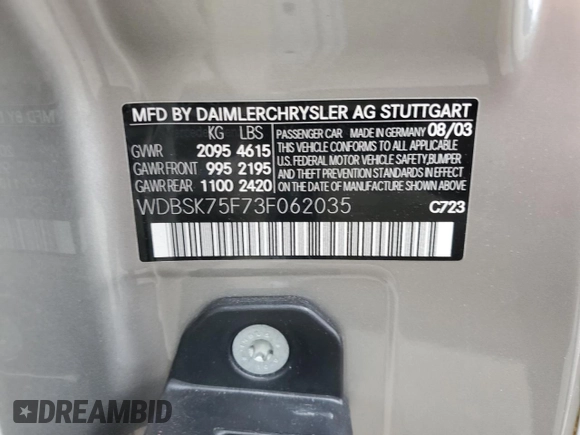 MFD BY DAIMLERCHRYSLER AG STUTTGART
KG LBS
GVWR 2095 4615
GAWR FRONT 995 2195
GAWR REAR 1100 2420
PASSENGER CAR MADE IN GERMANY 08/03
THIS VEHICLE CONFORMS TO ALL APPLICABLE
U.S. FEDERAL MOTOR VEHICLE SAFETY, BUMPER
AND THEFT PREVENTION STANDARDS IN EFFECT
ON THE DATE OF MANUFACTURE SHOWN ABOVE.
WDBSK75F73F062035 C723
DREAMBID